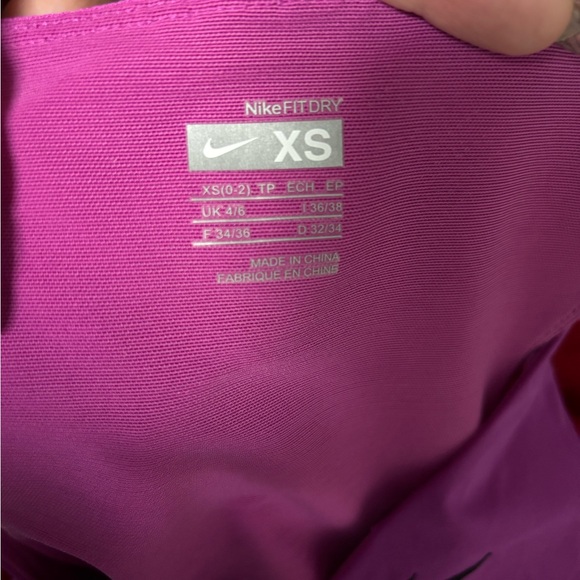 NikeFITDRY
XS
XS(0-2) TP ECH EP
UK 4/6 I 36/38
F 34/36 D 32/34
MADE IN CHINA
FABRIQUE EN CHINE